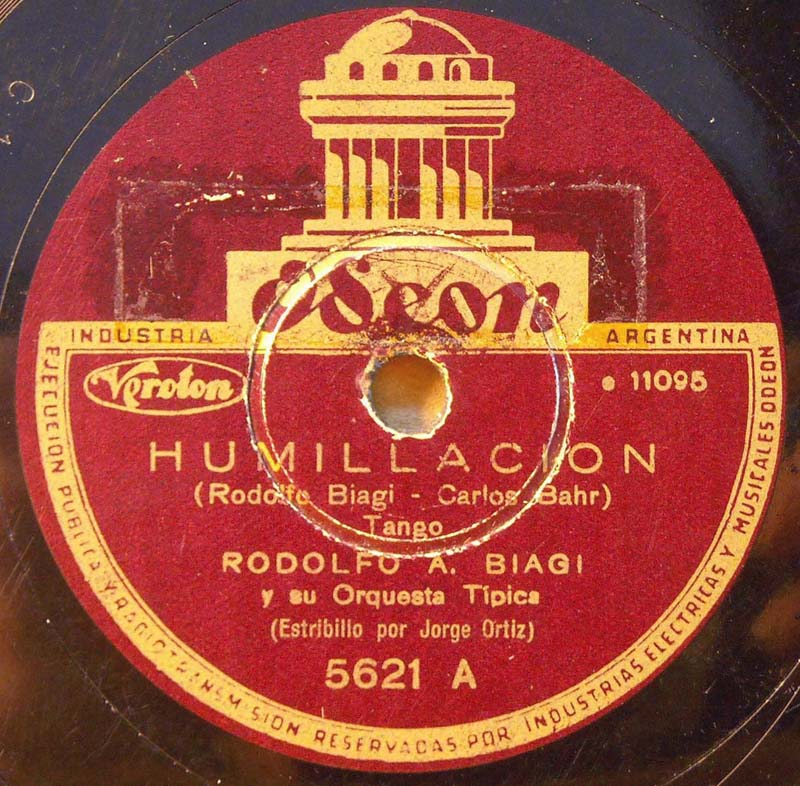 Odeon
INDUSTRIA ARGENTINA
Veroton
● 11095
HUMILLACION
(Rodolfo Biagi - Carlos Bahr)
Tango
RODOLFO A. BIAGI
y su Orquesta Típica
(Estribillo por Jorge Ortiz)
5621 A
EJECUCION PUBLICA Y RADIOTRANSMISION RESERVADAS POR INDUSTRIAS ELECTRICAS Y MUSICALES ODEON